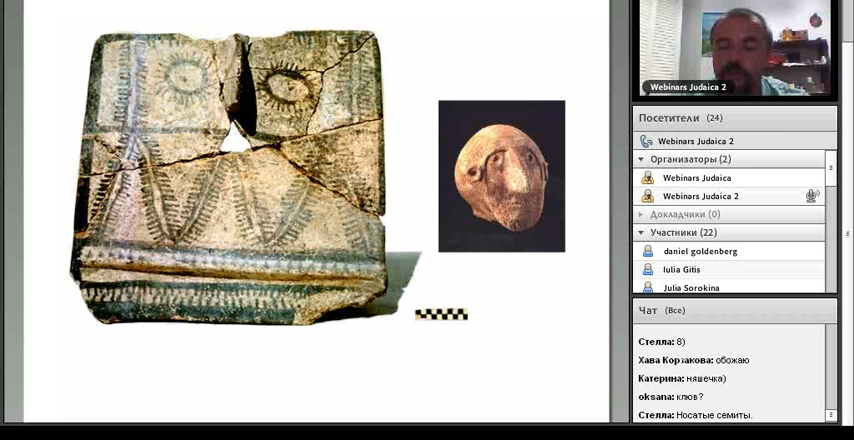 Webinars Judaica 2
Посетители (24)
Webinars Judaica 2
Организаторы (2)
Webinars Judaica
Webinars Judaica 2
Докладчики (0)
Участники (22)
daniel goldenberg
Iulia Gitis
Julia Sorokina
Чат (Все)
Стелла: 8)
Хава Корзакова: обожаю
Катерина: няшечка)
oksana: клюв?
Стелла: Носатые семиты.